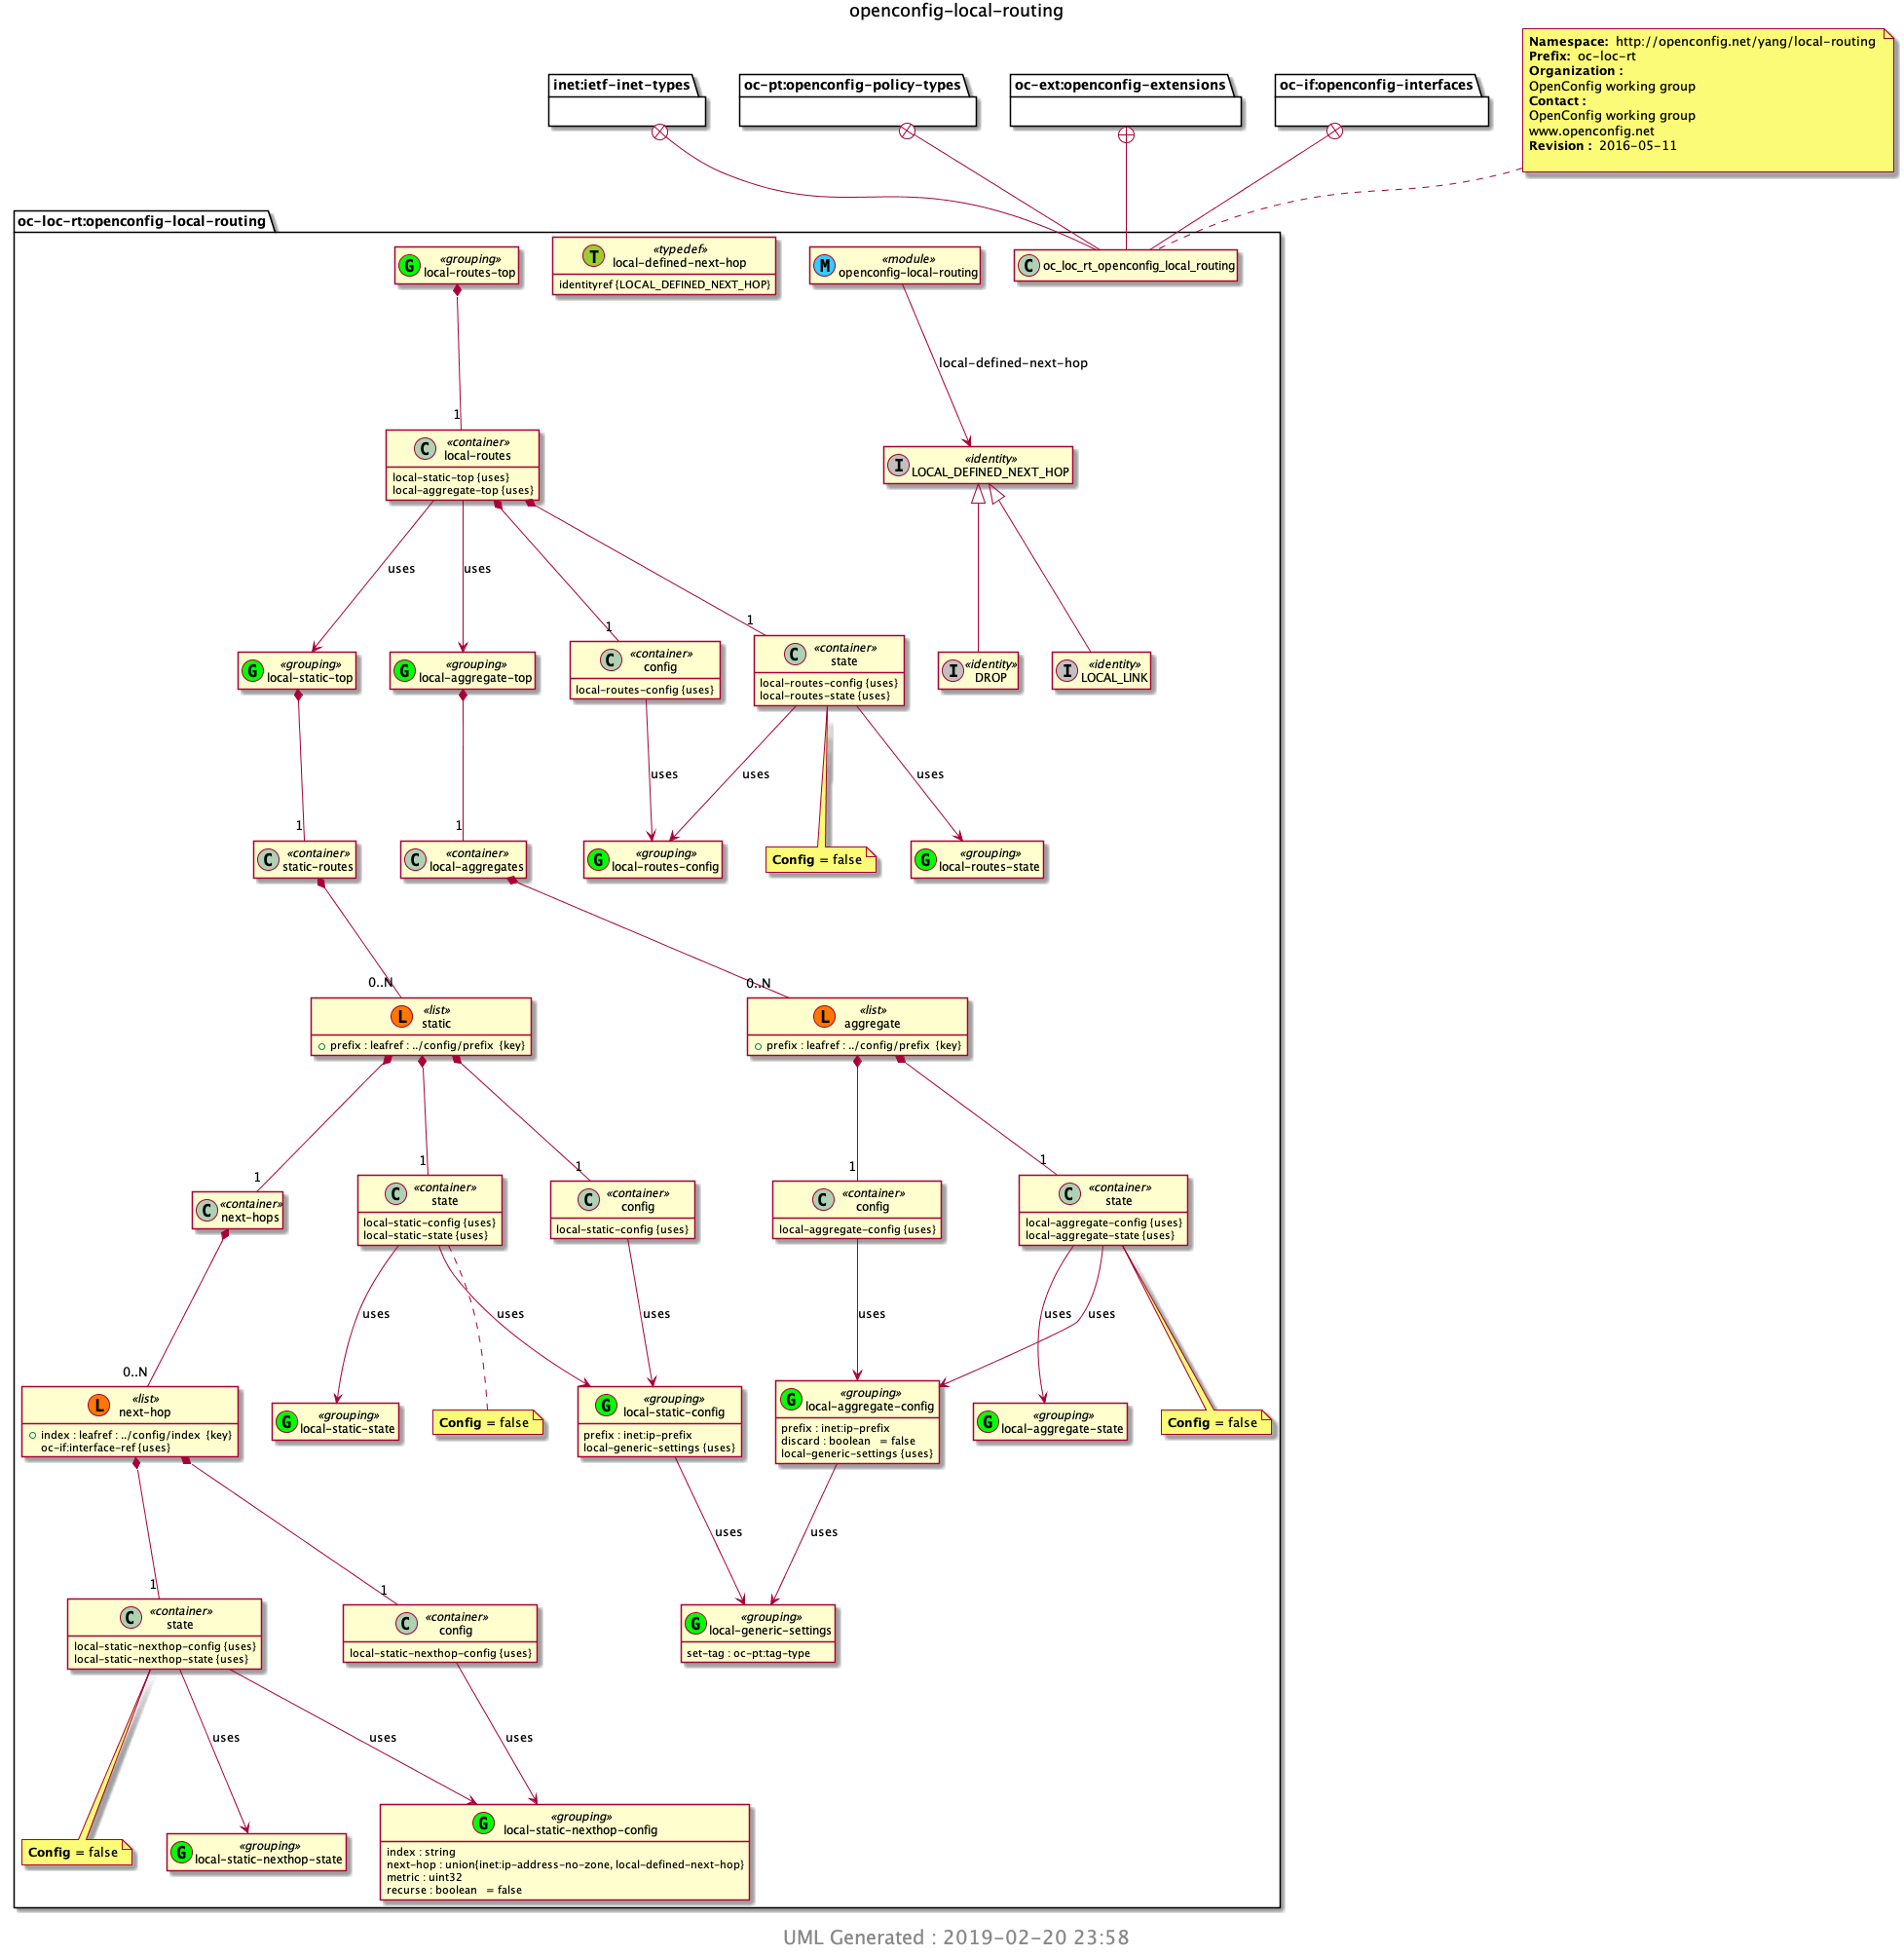 openconfig-local-routing
Namespace: http://openconfig.net/yang/local-routing
Prefix: oc-loc-rt
Organization :
OpenConfig working group
Contact :
OpenConfig working group
www.openconfig.net
Revision : 2016-05-11
inet:ietf-inet-types
oc-pt:openconfig-policy-types
oc-ext:openconfig-extensions
oc-if:openconfig-interfaces
oc-loc-rt:openconfig-local-routing
G «grouping»
local-routes-top
T «typedef»
local-defined-next-hop
identityref {LOCAL_DEFINED_NEXT_HOP}
M «module»
openconfig-local-routing
C oc_loc_rt_openconfig_local_routing
local-defined-next-hop
1
C «container»
local-routes
local-static-top {uses}
local-aggregate-top {uses}
I «identity»
LOCAL_DEFINED_NEXT_HOP
uses
uses
1
1
G «grouping»
local-static-top
G «grouping»
local-aggregate-top
C «container»
config
local-routes-config {uses}
C «container»
state
local-routes-config {uses}
local-routes-state {uses}
I «identity»
DROP
I «identity»
LOCAL_LINK
uses
uses
uses
1
1
C «container»
static-routes
C «container»
local-aggregates
G «grouping»
local-routes-config
Config = false
G «grouping»
local-routes-state
0..N
0..N
L «list»
static
prefix : leafref : ../config/prefix {key}
L «list»
aggregate
prefix : leafref : ../config/prefix {key}
1
1
1
1
1
C «container»
next-hops
C «container»
state
local-static-config {uses}
local-static-state {uses}
C «container»
config
local-static-config {uses}
C «container»
config
local-aggregate-config {uses}
C «container»
state
local-aggregate-config {uses}
local-aggregate-state {uses}
uses
uses
uses
uses
uses
uses
0..N
L «list»
next-hop
index : leafref : ../config/index {key}
oc-if:interface-ref {uses}
G «grouping»
local-static-state
Config = false
G «grouping»
local-static-config
prefix : inet:ip-prefix
local-generic-settings {uses}
G «grouping»
local-aggregate-config
prefix : inet:ip-prefix
discard : boolean = false
local-generic-settings {uses}
G «grouping»
local-aggregate-state
Config = false
uses
uses
1
1
C «container»
state
local-static-nexthop-config {uses}
local-static-nexthop-state {uses}
C «container»
config
local-static-nexthop-config {uses}
G «grouping»
local-generic-settings
set-tag : oc-pt:tag-type
uses
uses
uses
Config = false
G «grouping»
local-static-nexthop-state
G «grouping»
local-static-nexthop-config
index : string
next-hop : union{inet:ip-address-no-zone, local-defined-next-hop}
metric : uint32
recurse : boolean = false
UML Generated : 2019-02-20 23:58